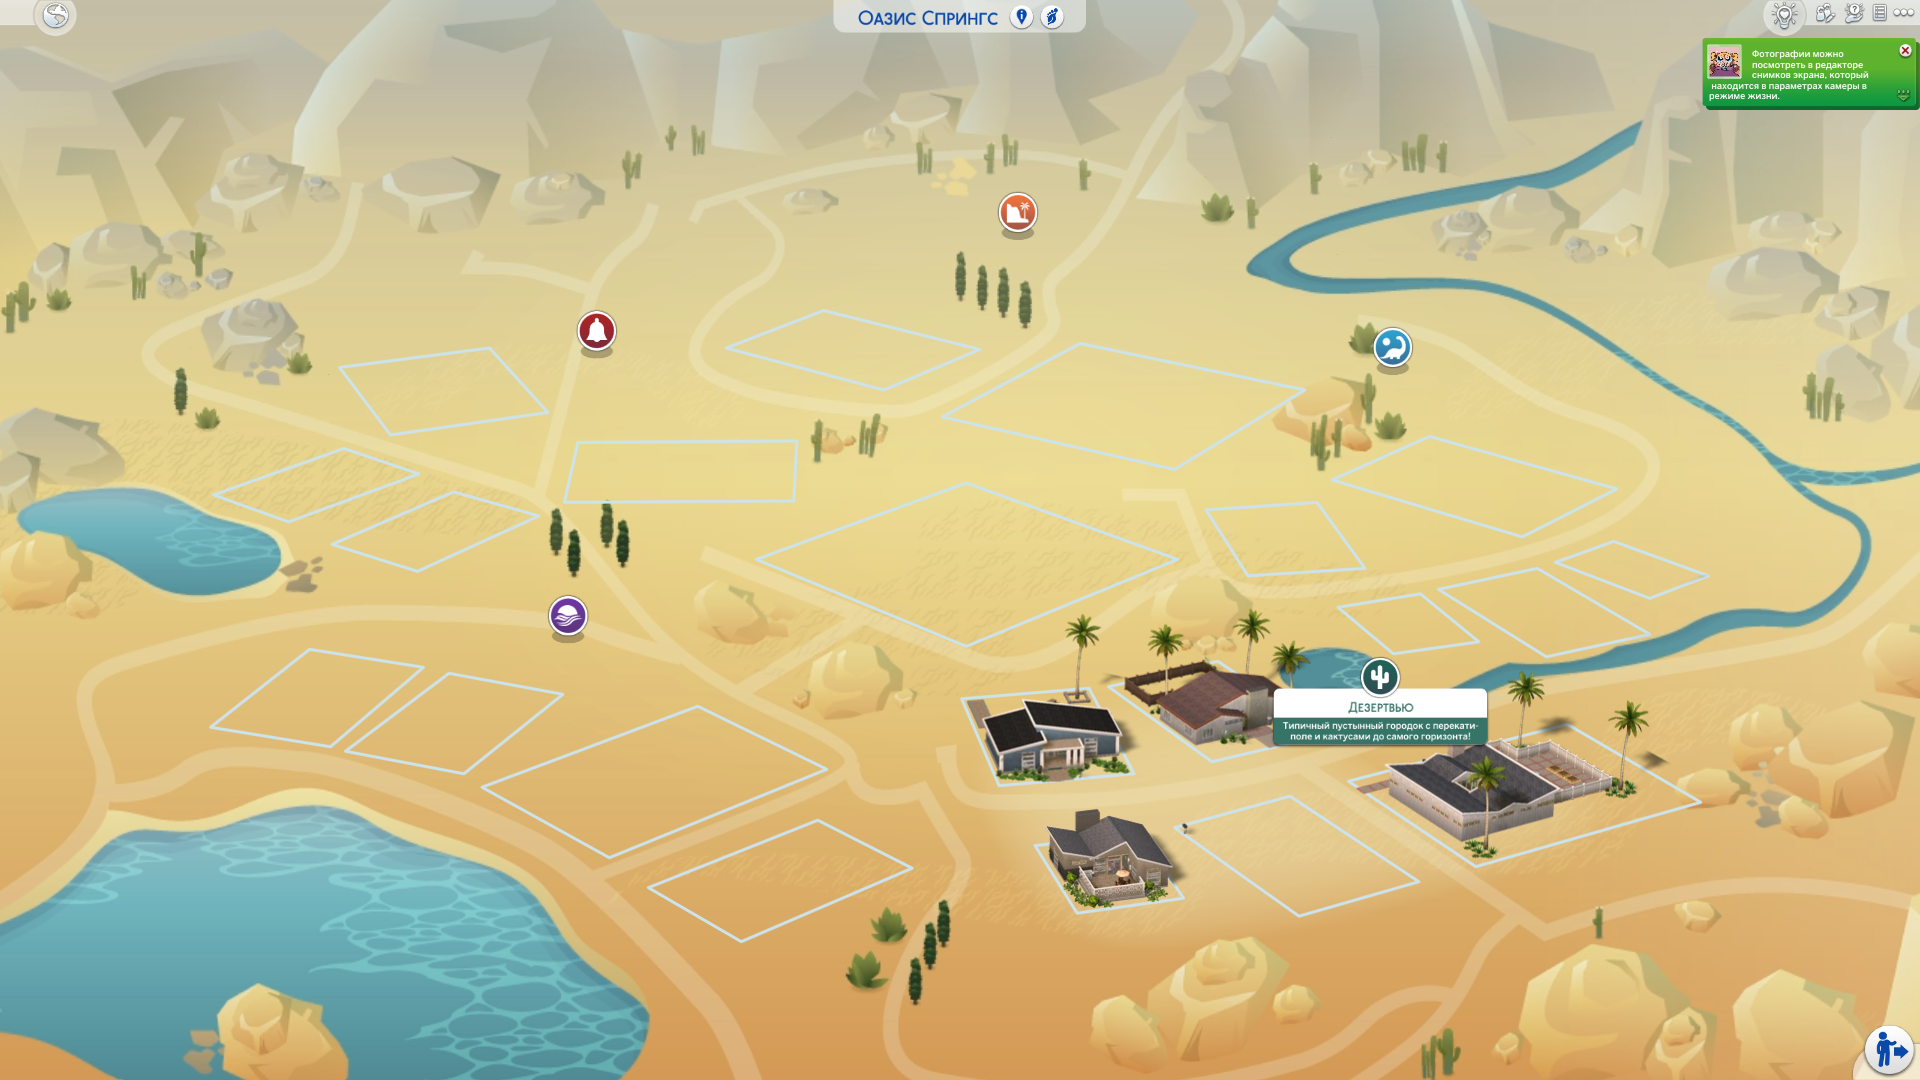 Оазис Спрингс
Фотографии можно
посмотреть в редакторе
снимков экрана, который
находится в параметрах камеры в
режиме жизни.
Дезертвью
Типичный пустынный городок с перекати-
поле и кактусами до самого горизонта!